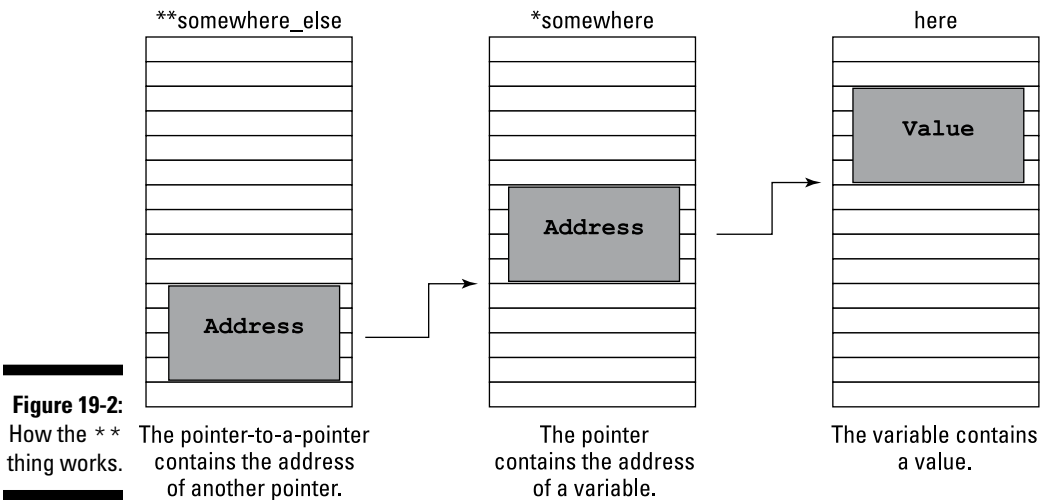 **somewhere_else
*somewhere
here
Address
Address
Value
Figure 19-2:
How the **
thing works.
The pointer-to-a-pointer
contains the address
of another pointer.
The pointer
contains the address
of a variable.
The variable contains
a value.